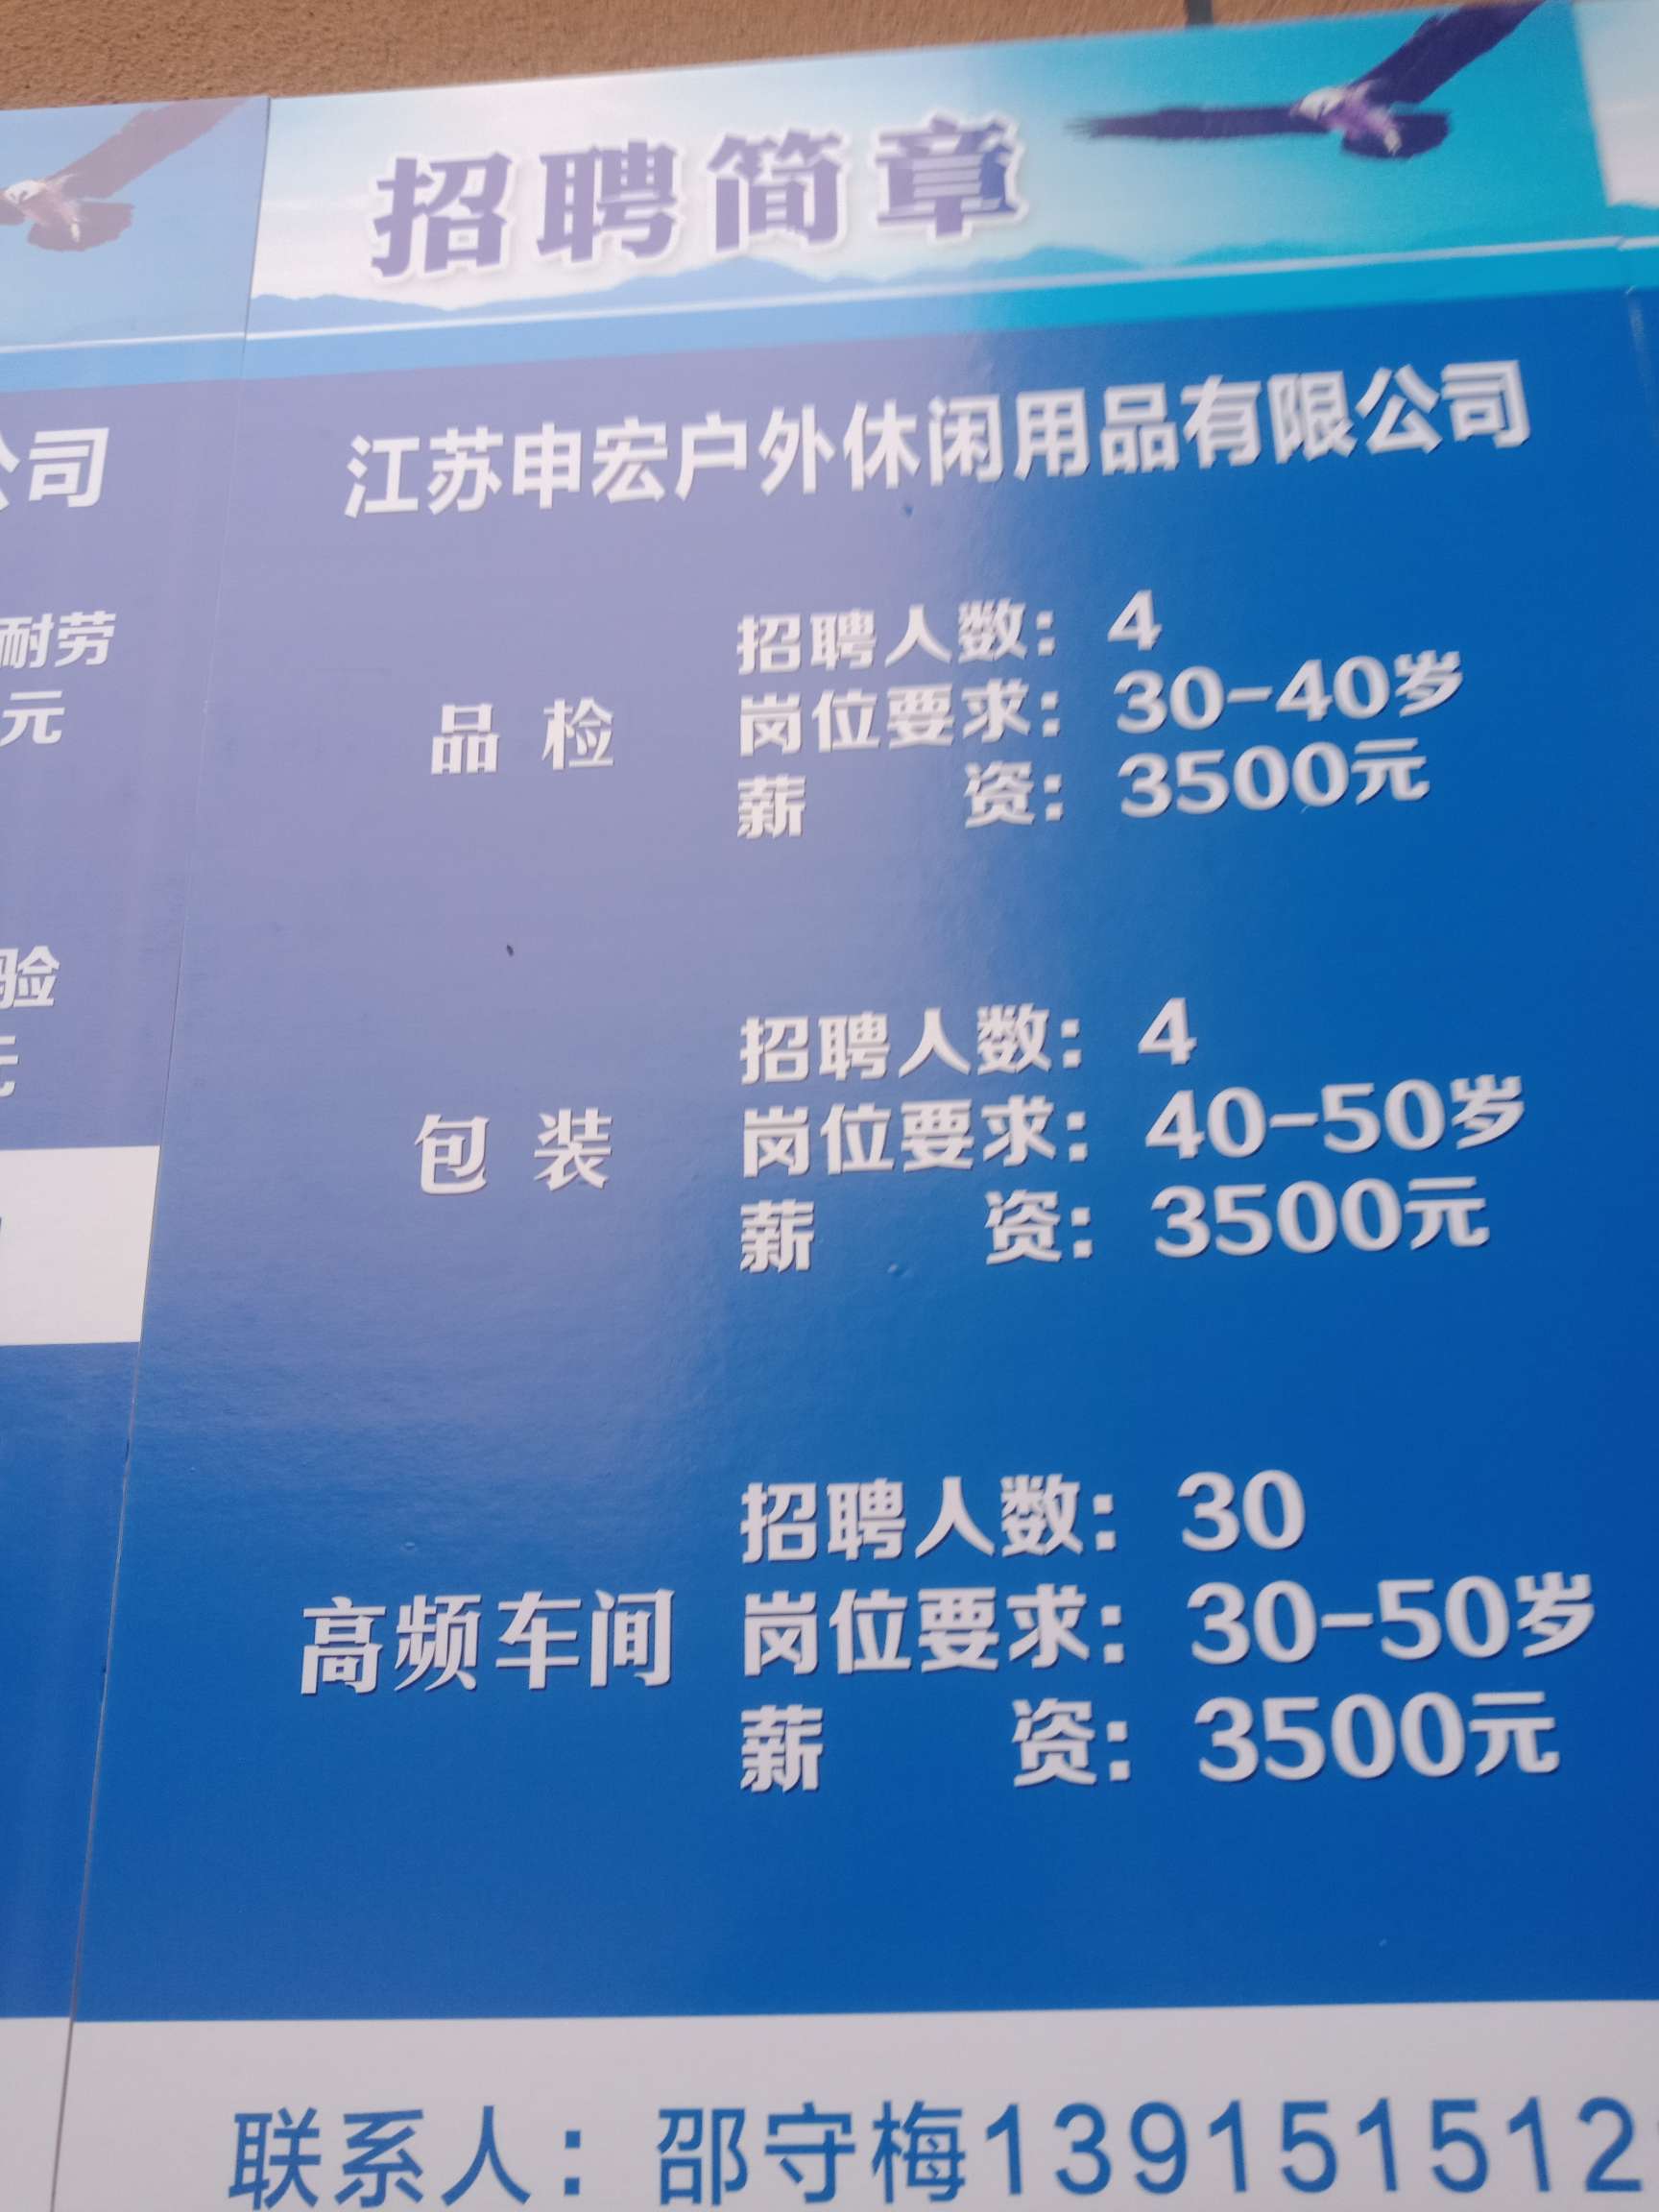 招聘简章
江苏申宏户外休闲用品有限公司
品检
招聘人数：4
岗位要求：30-40岁
薪资：3500元
包装
招聘人数：4
岗位要求：40-50岁
薪资：3500元
高频车间
招聘人数：30
岗位要求：30-50岁
薪资：3500元
联系人：邵守梅139151512
公司
耐劳
元
验
元